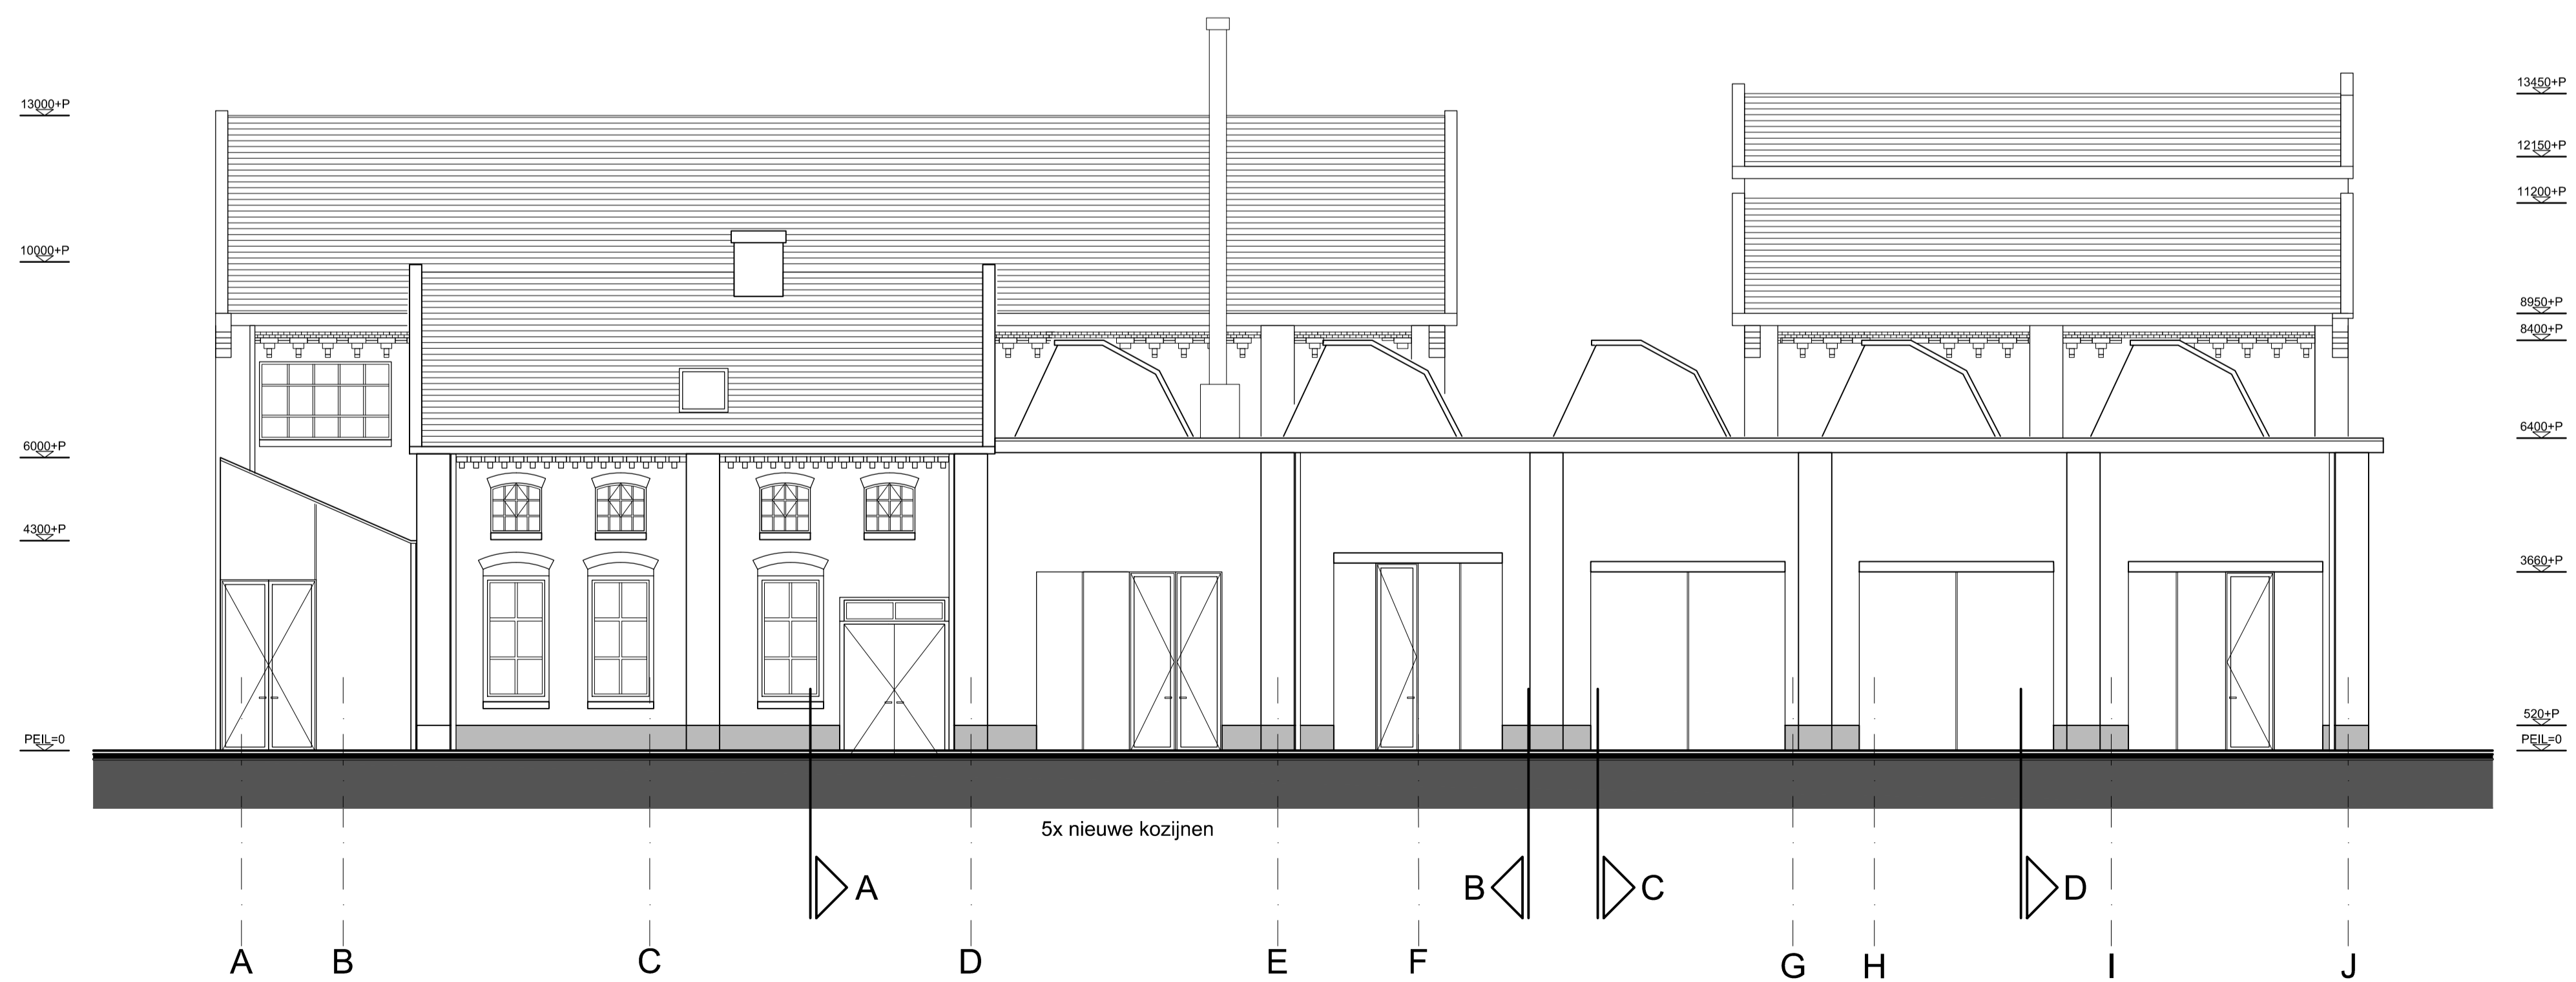 13000+P
10000+P
6000+P
4300+P
PEIL=0
13450+P
12150+P
11200+P
8950+P
8400+P
6400+P
3660+P
520+P
PEIL=0
5x nieuwe kozijnen
A
B
C
D
A
B
C
D
E
F
G
H
I
J